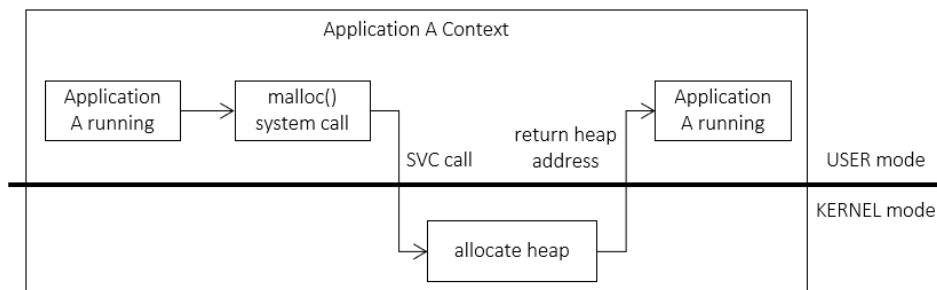 Application A Context
Application
A running
malloc()
system call
Application
A running
SVC call
return heap
address
USER mode
KERNEL mode
allocate heap